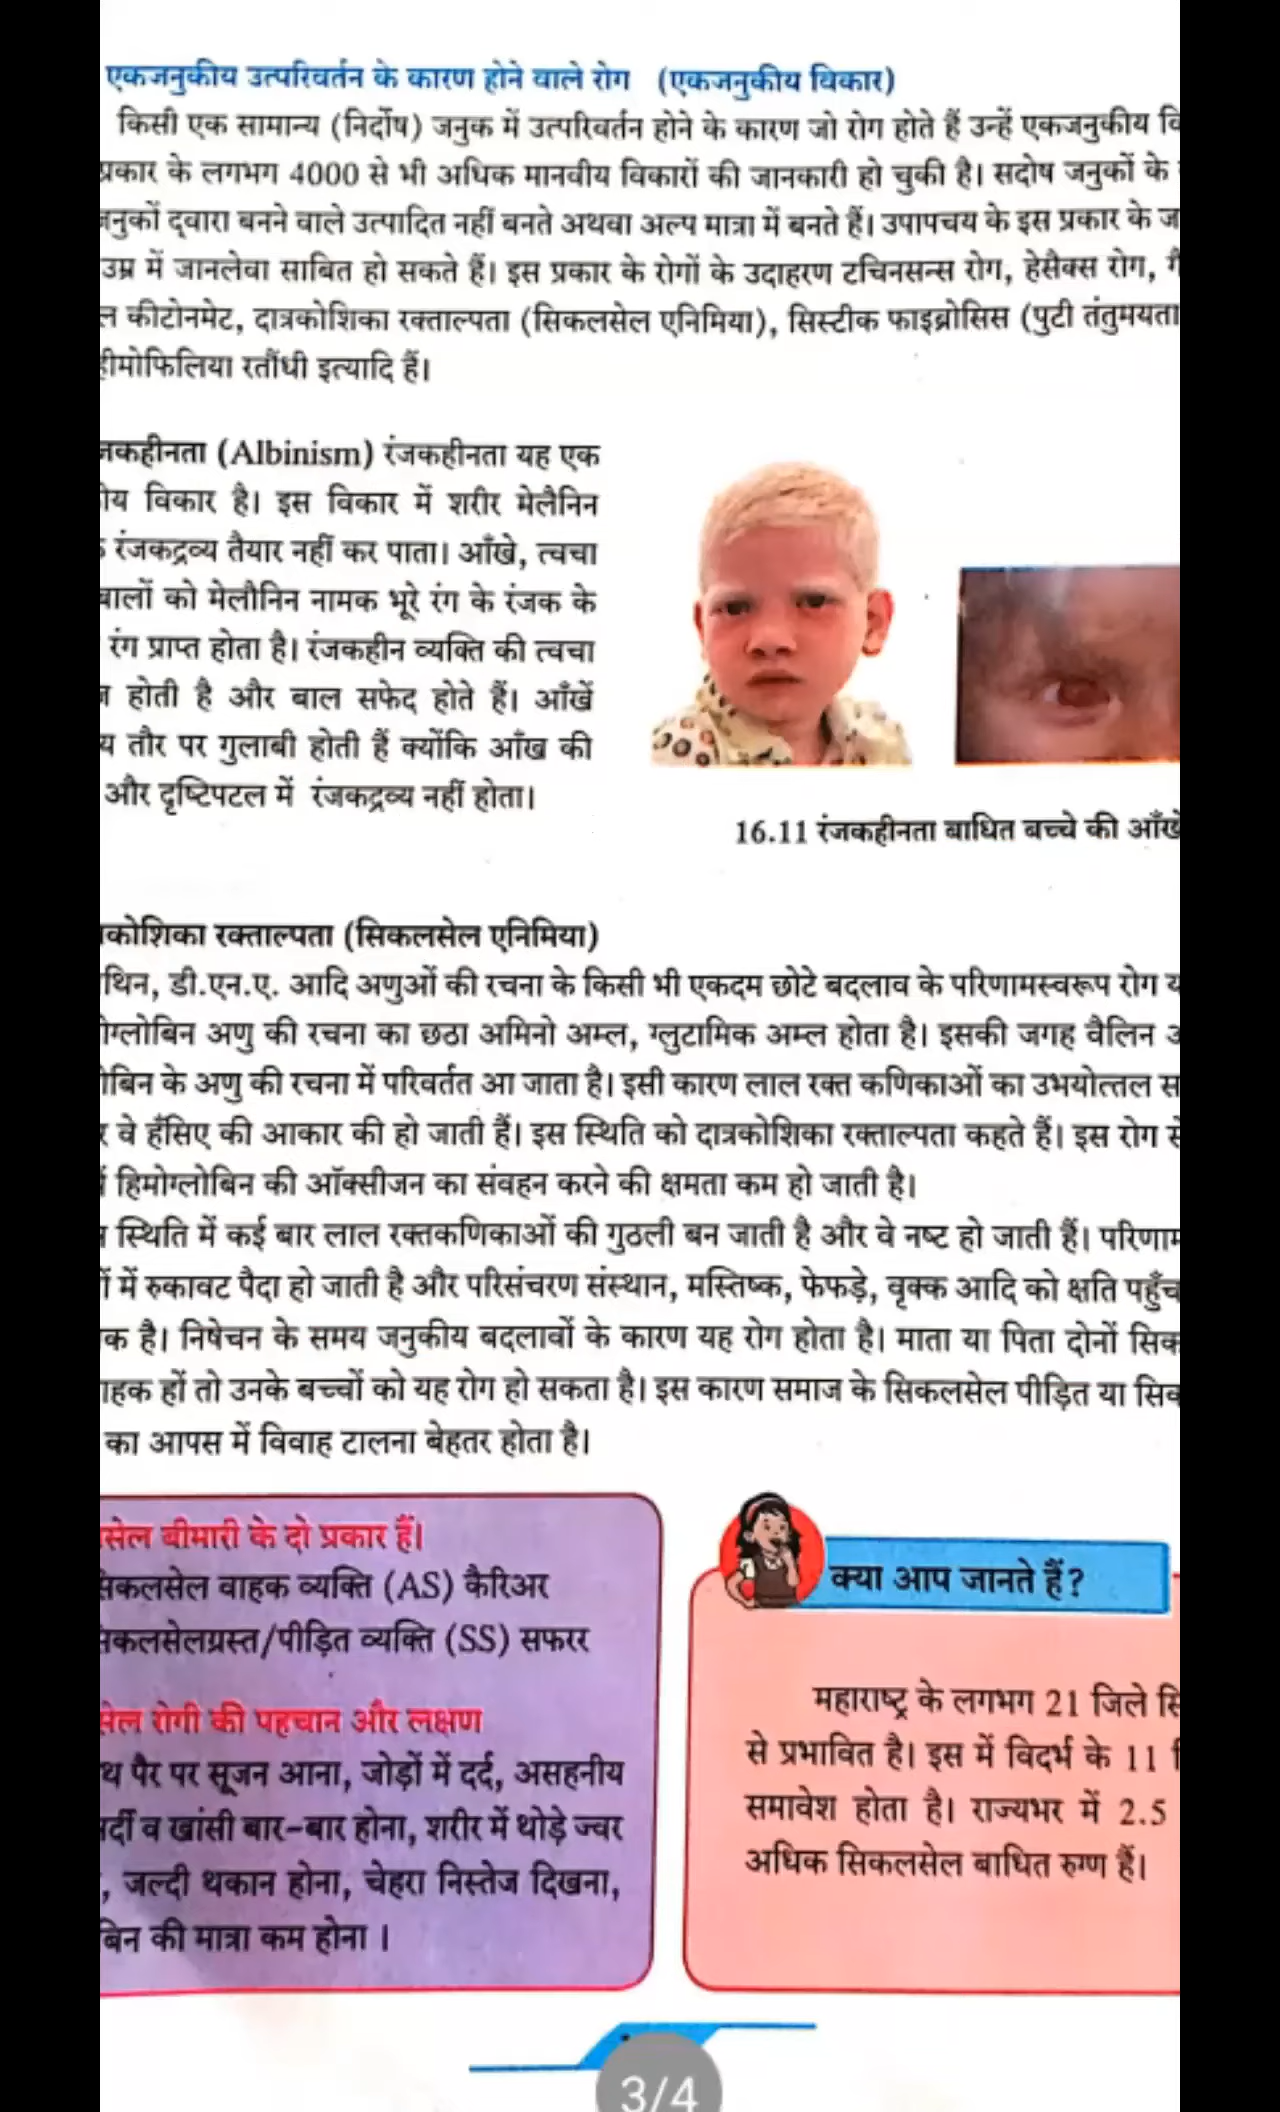 एकजनुकीय उत्परिवर्तन के कारण होने वाले रोग (एकजनुकीय विकार)
किसी एक सामान्य (निर्दोष) जनुक में उत्परिवर्तन होने के कारण जो रोग होते हैं उन्हें एकजनुकीय वि
प्रकार के लगभग 4000 से भी अधिक मानवीय विकारों की जानकारी हो चुकी है। सदोष जनुकों के
जनुकों द्वारा बनने वाले उत्पादित नहीं बनते अथवा अल्प मात्रा में बनते हैं। उपापचय के इस प्रकार के ज
उम्र में जानलेवा साबित हो सकते हैं। इस प्रकार के रोगों के उदाहरण टचिनसन्स रोग, हेसैक्स रोग, गै
ल कीटोनमेट, दात्रकोशिका रक्ताल्पता (सिकलसेल एनिमिया), सिस्टीक फाइब्रोसिस (पुटी तंतुमयता
हीमोफिलिया रतौंधी इत्यादि हैं।
जकहीनता (Albinism) रंजकहीनता यह एक
ीय विकार है। इस विकार में शरीर मेलैनिन
रंजकद्रव्य तैयार नहीं कर पाता। आँखे, त्वचा
बालों को मेलौनिन नामक भूरे रंग के रंजक के
रंग प्राप्त होता है। रंजकहीन व्यक्ति की त्वचा
होती है और बाल सफेद होते हैं। आँखें
य तौर पर गुलाबी होती हैं क्योंकि आँख की
और दृष्टिपटल में रंजकद्रव्य नहीं होता।
16.11 रंजकहीनता बाधित बच्चे की आँखें
कोशिका रक्ताल्पता (सिकलसेल एनिमिया)
थिन, डी.एन.ए. आदि अणुओं की रचना के किसी भी एकदम छोटे बदलाव के परिणामस्वरूप रोग य
ोग्लोबिन अणु की रचना का छठा अमिनो अम्ल, ग्लुटामिक अम्ल होता है। इसकी जगह वैलिन अ
ोबिन के अणु की रचना में परिवर्तत आ जाता है। इसी कारण लाल रक्त कणिकाओं का उभयोत्तल स
र वे हँसिए की आकार की हो जाती हैं। इस स्थिति को दात्रकोशिका रक्ताल्पता कहते हैं। इस रोग से
हिमोग्लोबिन की ऑक्सीजन का संवहन करने की क्षमता कम हो जाती है।
स्थिति में कई बार लाल रक्तकणिकाओं की गुठली बन जाती है और वे नष्ट हो जाती हैं। परिणाम
ों में रुकावट पैदा हो जाती है और परिसंचरण संस्थान, मस्तिष्क, फेफड़े, वृक्क आदि को क्षति पहुँच
क है। निषेचन के समय जनुकीय बदलावों के कारण यह रोग होता है। माता या पिता दोनों सिक
ाहक हों तो उनके बच्चों को यह रोग हो सकता है। इस कारण समाज के सिकलसेल पीड़ित या सिक
का आपस में विवाह टालना बेहतर होता है।
सेल बीमारी के दो प्रकार हैं।
सिकलसेल वाहक व्यक्ति (AS) कैरिअर
सिकलसेलग्रस्त/पीड़ित व्यक्ति (SS) सफरर
सेल रोगी की पहचान और लक्षण
थ पैर पर सूजन आना, जोड़ों में दर्द, असहनीय
र्दी व खांसी बार-बार होना, शरीर में थोड़े ज्वर
, जल्दी थकान होना, चेहरा निस्तेज दिखना,
बिन की मात्रा कम होना ।
क्या आप जानते हैं?
महाराष्ट्र के लगभग 21 जिले सि
से प्रभावित है। इस में विदर्भ के 11
समावेश होता है। राज्यभर में 2.5
अधिक सिकलसेल बाधित रुग्ण हैं।
3/4